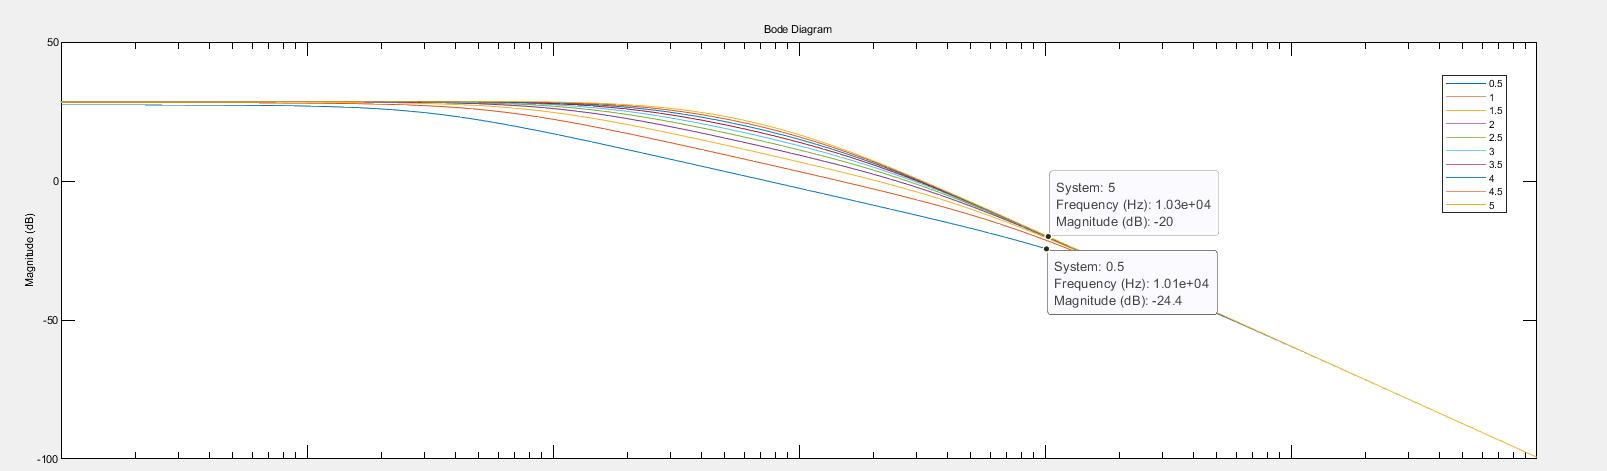 Bode Diagram
50
0
-50
-100
Magnitude (dB)
System: 5
Frequency (Hz): 1.03e+04
Magnitude (dB): -20
System: 0.5
Frequency (Hz): 1.01e+04
Magnitude (dB): -24.4
0.5
1
1.5
2
2.5
3
3.5
4
4.5
5